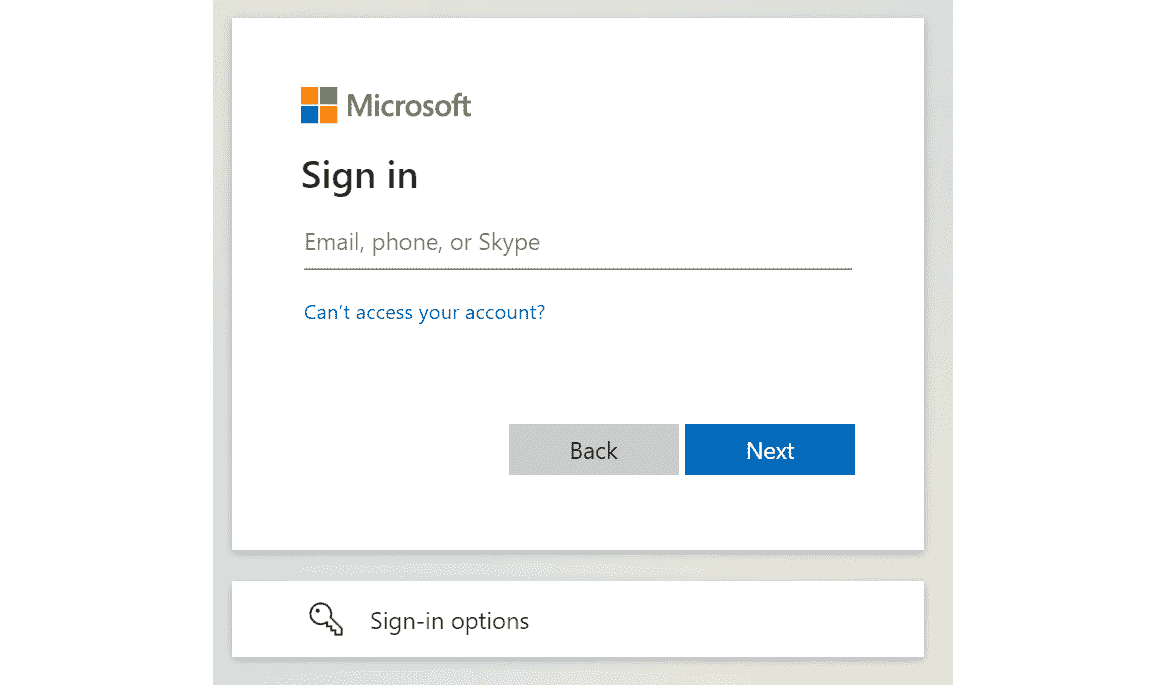 Microsoft
Sign in
Email, phone, or Skype
Can't access your account?
Back Next
Sign-in options